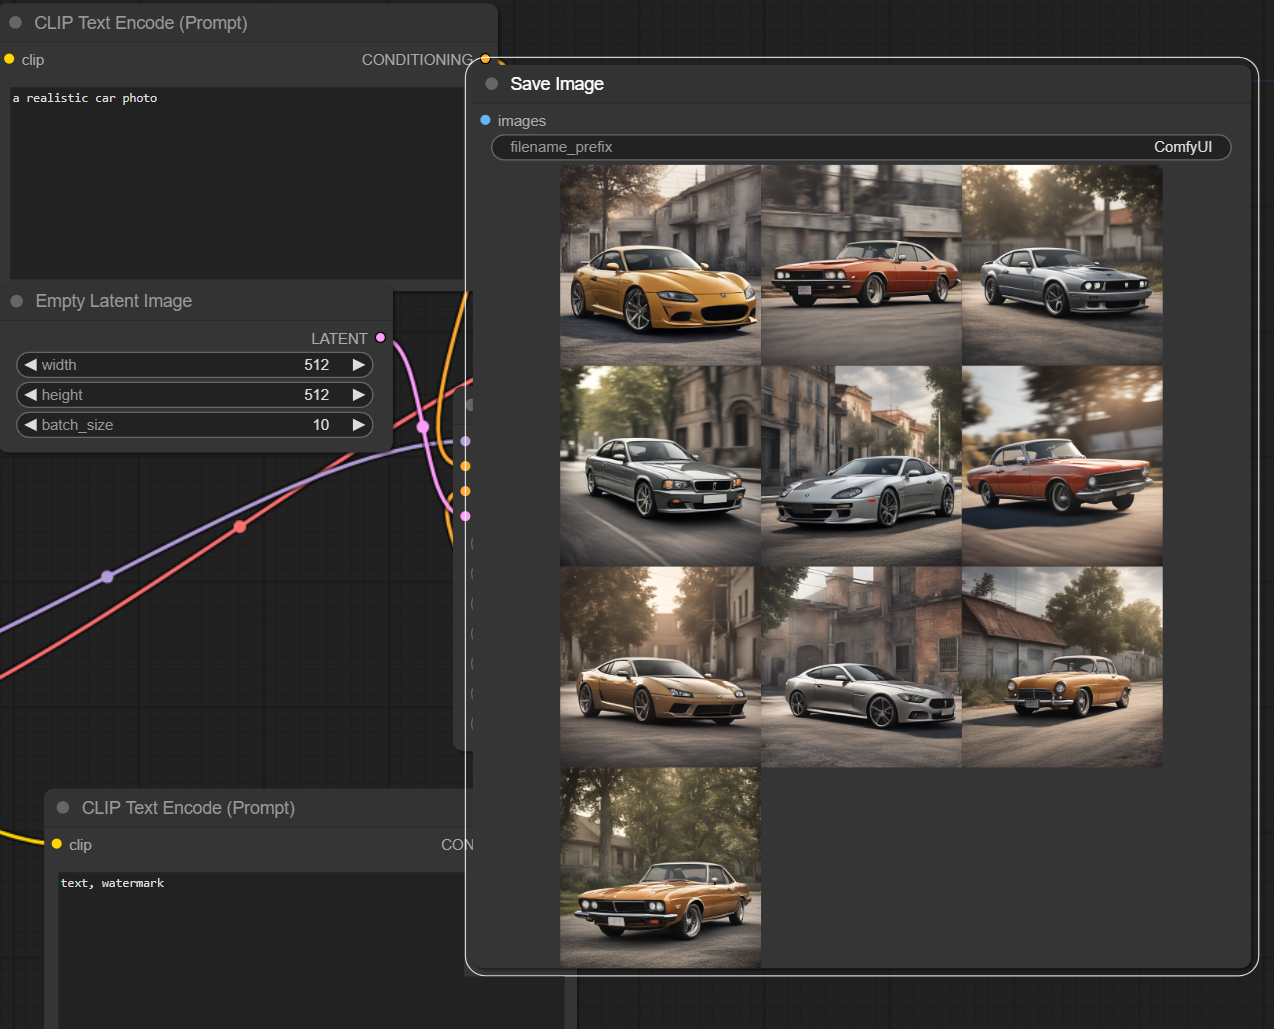 CLIP Text Encode (Prompt)
clip
CONDITIONING
a realistic car photo
Save Image
images
filename_prefix ComfyUI
Empty Latent Image
LATENT
width 512
height 512
batch_size 10
CLIP Text Encode (Prompt)
clip
CON
text, watermark